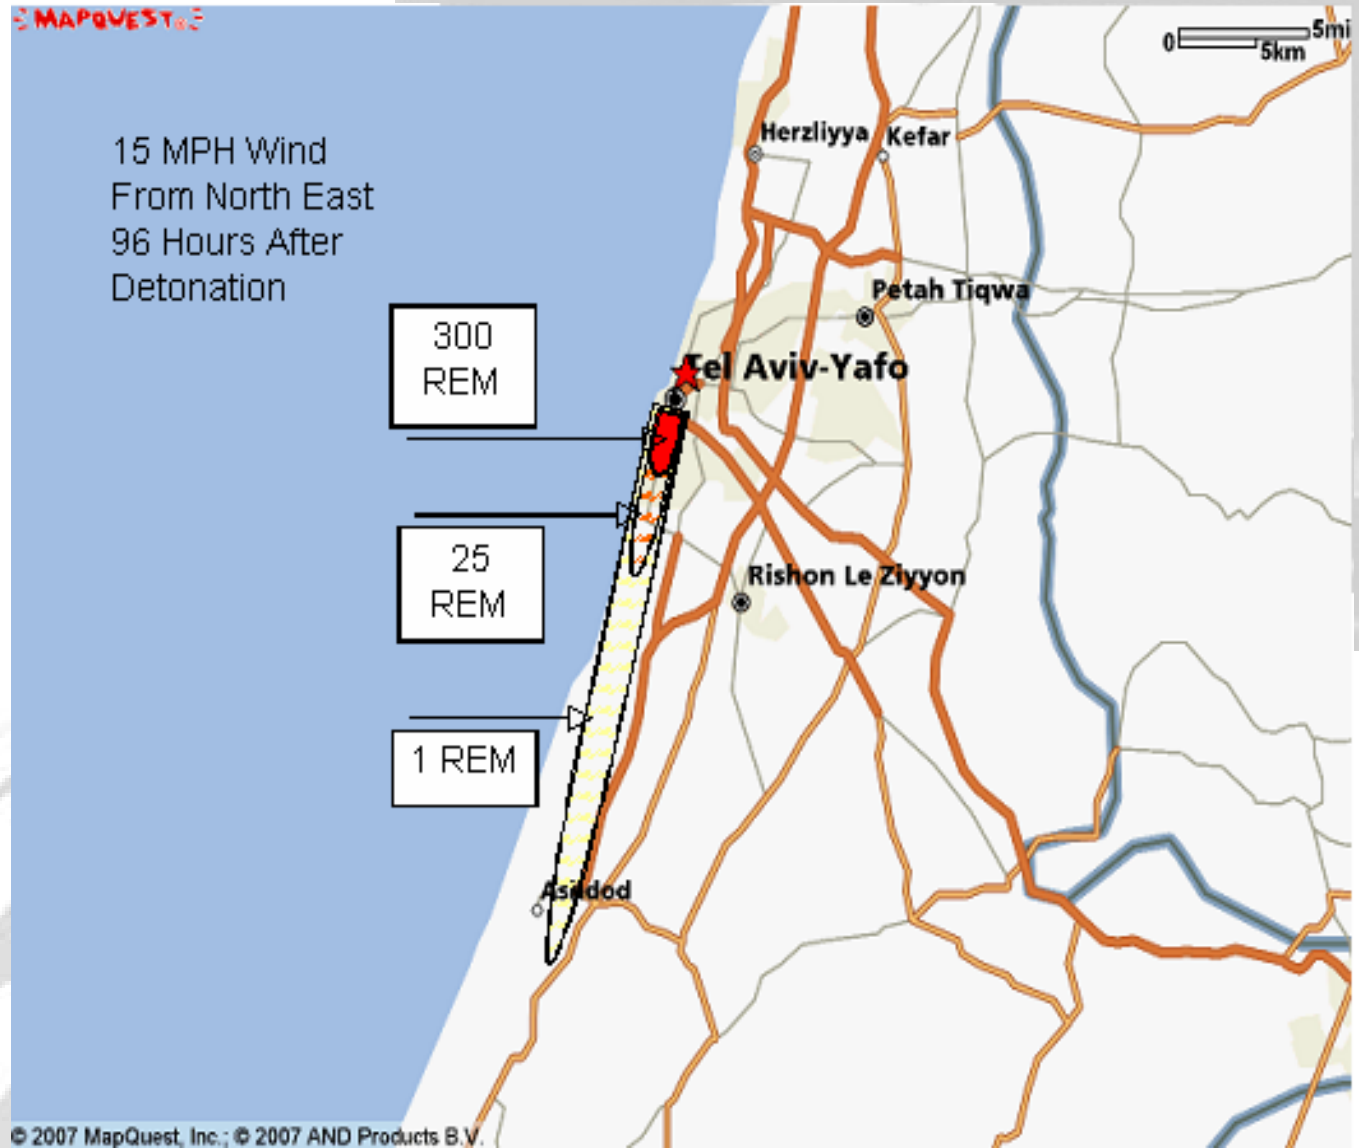 MAPQUEST®
0 5mi
5km
15 MPH Wind
From North East
96 Hours After
Detonation
Herzliyya
Kefar
Petah Tiqwa
300
REM
Tel Aviv-Yafo
25
REM
Rishon Le Ziyyon
1 REM
Ashdod
© 2007 MapQuest, Inc.; © 2007 AND Products B.V.